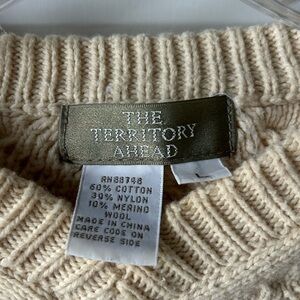 THE
TERRITORY
AHEAD
L
RN88748
60% COTTON
30% NYLON
10% MERINO
WOOL
MADE IN CHINA
CARE CODE ON
REVERSE SIDE